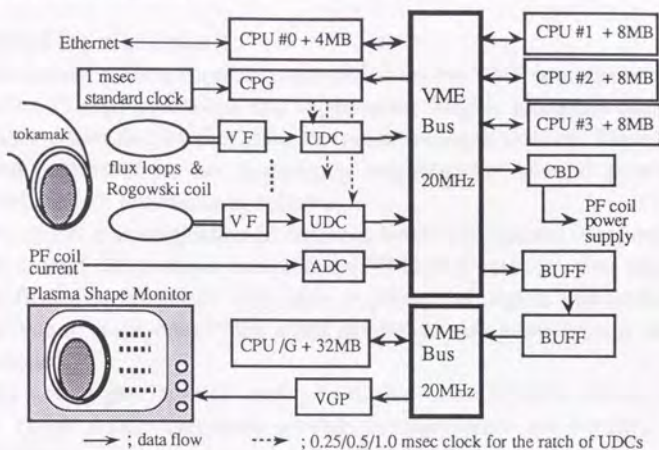 Ethernet
CPU #0 + 4MB
CPU #1 + 8MB
1 msec
standard clock
CPG
VME
Bus
20MHz
CPU #2 + 8MB
CPU #3 + 8MB
tokamak
V F
UDC
flux loops &
Rogowski coil
CBD
PF coil
power
supply
V F
UDC
PF coil
current
ADC
BUFF
Plasma Shape Monitor
CPU /G + 32MB
VME
Bus
20MHz
BUFF
VGP
; data flow
; 0.25/0.5/1.0 msec clock for the ratch of UDCs